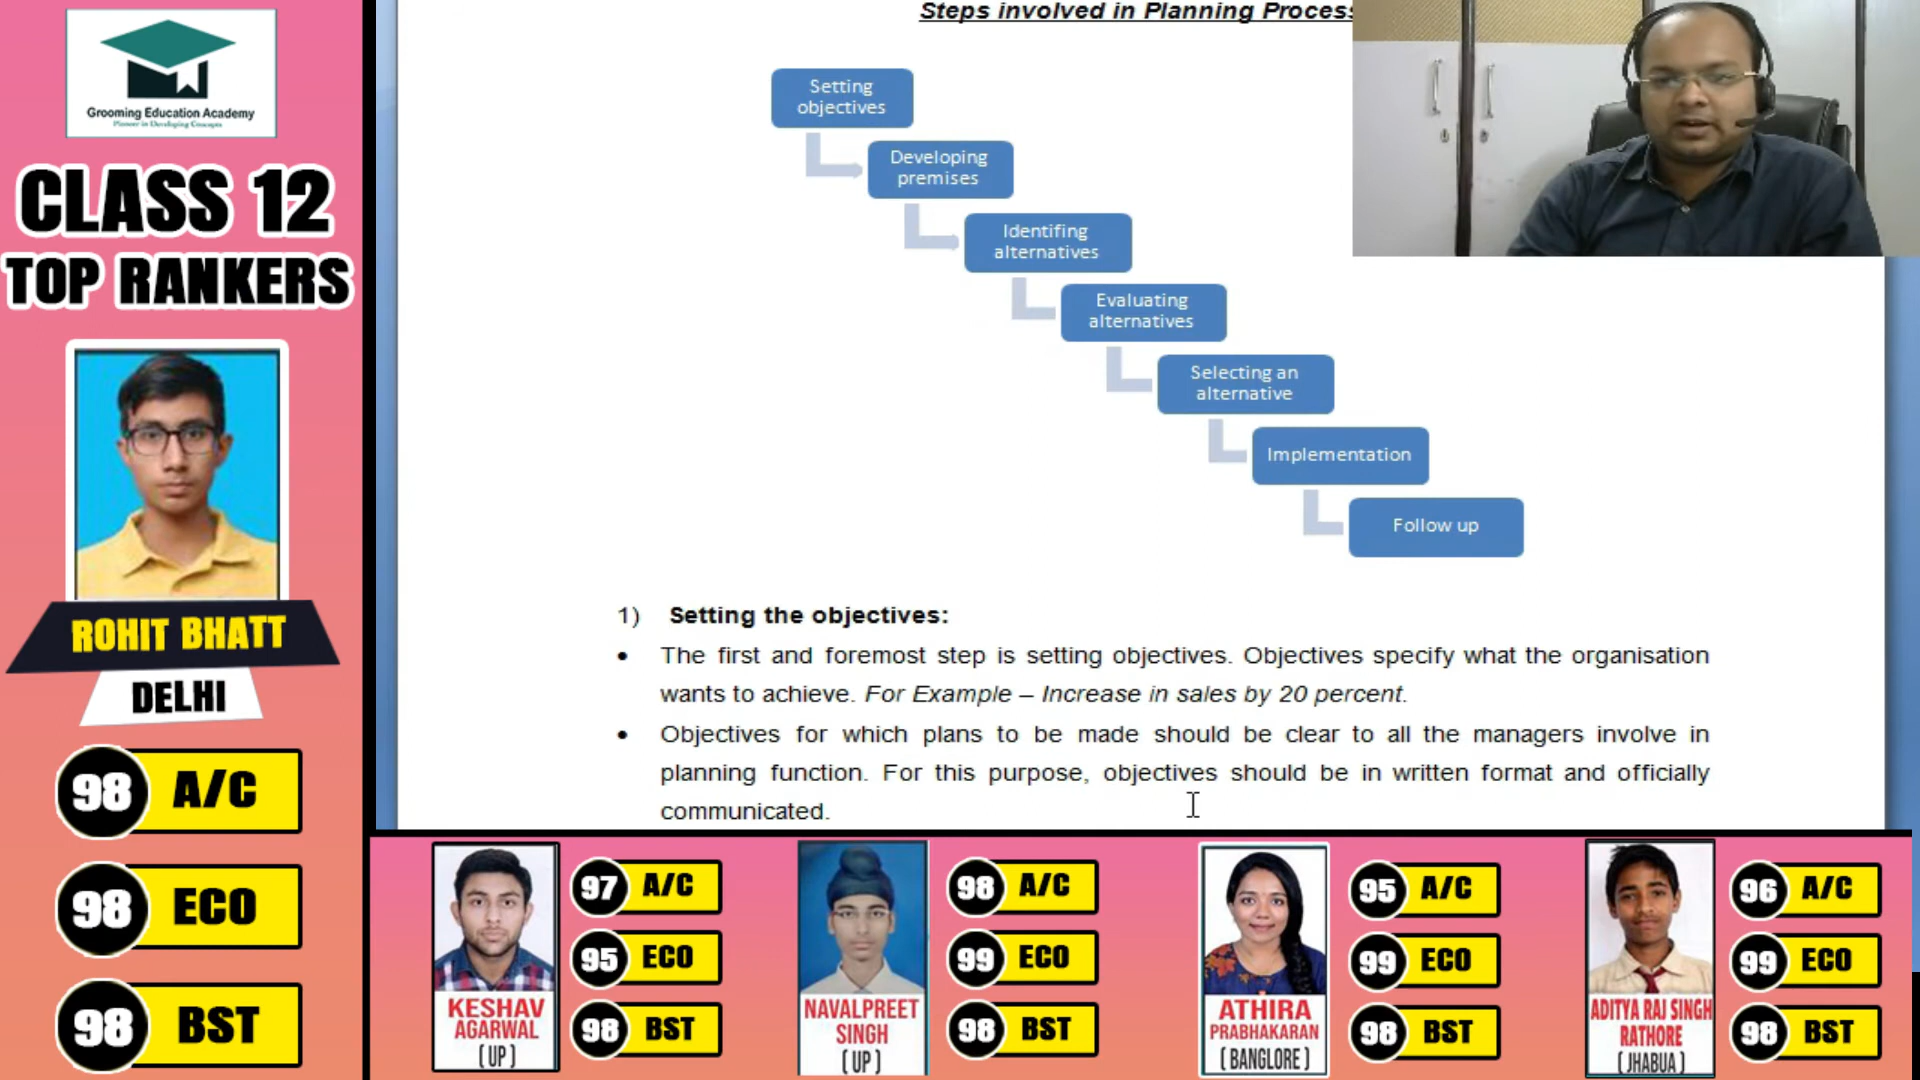 Grooming Education Academy
Pioneer in Developing Concepts
CLASS 12
TOP RANKERS
ROHIT BHATT
DELHI
98 A/C
98 ECO
98 BST
Steps involved in Planning Process
Setting
objectives
Developing
premises
Identifing
alternatives
Evaluating
alternatives
Selecting an
alternative
Implementation
Follow up
1) Setting the objectives:
• The first and foremost step is setting objectives. Objectives specify what the organisation
wants to achieve. For Example – Increase in sales by 20 percent.
• Objectives for which plans to be made should be clear to all the managers involve in
planning function. For this purpose, objectives should be in written format and officially
communicated.
KESHAV
AGARWAL
(UP)
97 A/C
95 ECO
98 BST
NAVALPREET
SINGH
(UP)
98 A/C
99 ECO
98 BST
ATHIRA
PRABHAKARAN
(BANGLORE)
95 A/C
99 ECO
98 BST
ADITYA RAJ SINGH
RATHORE
(JHABUA)
96 A/C
99 ECO
98 BST